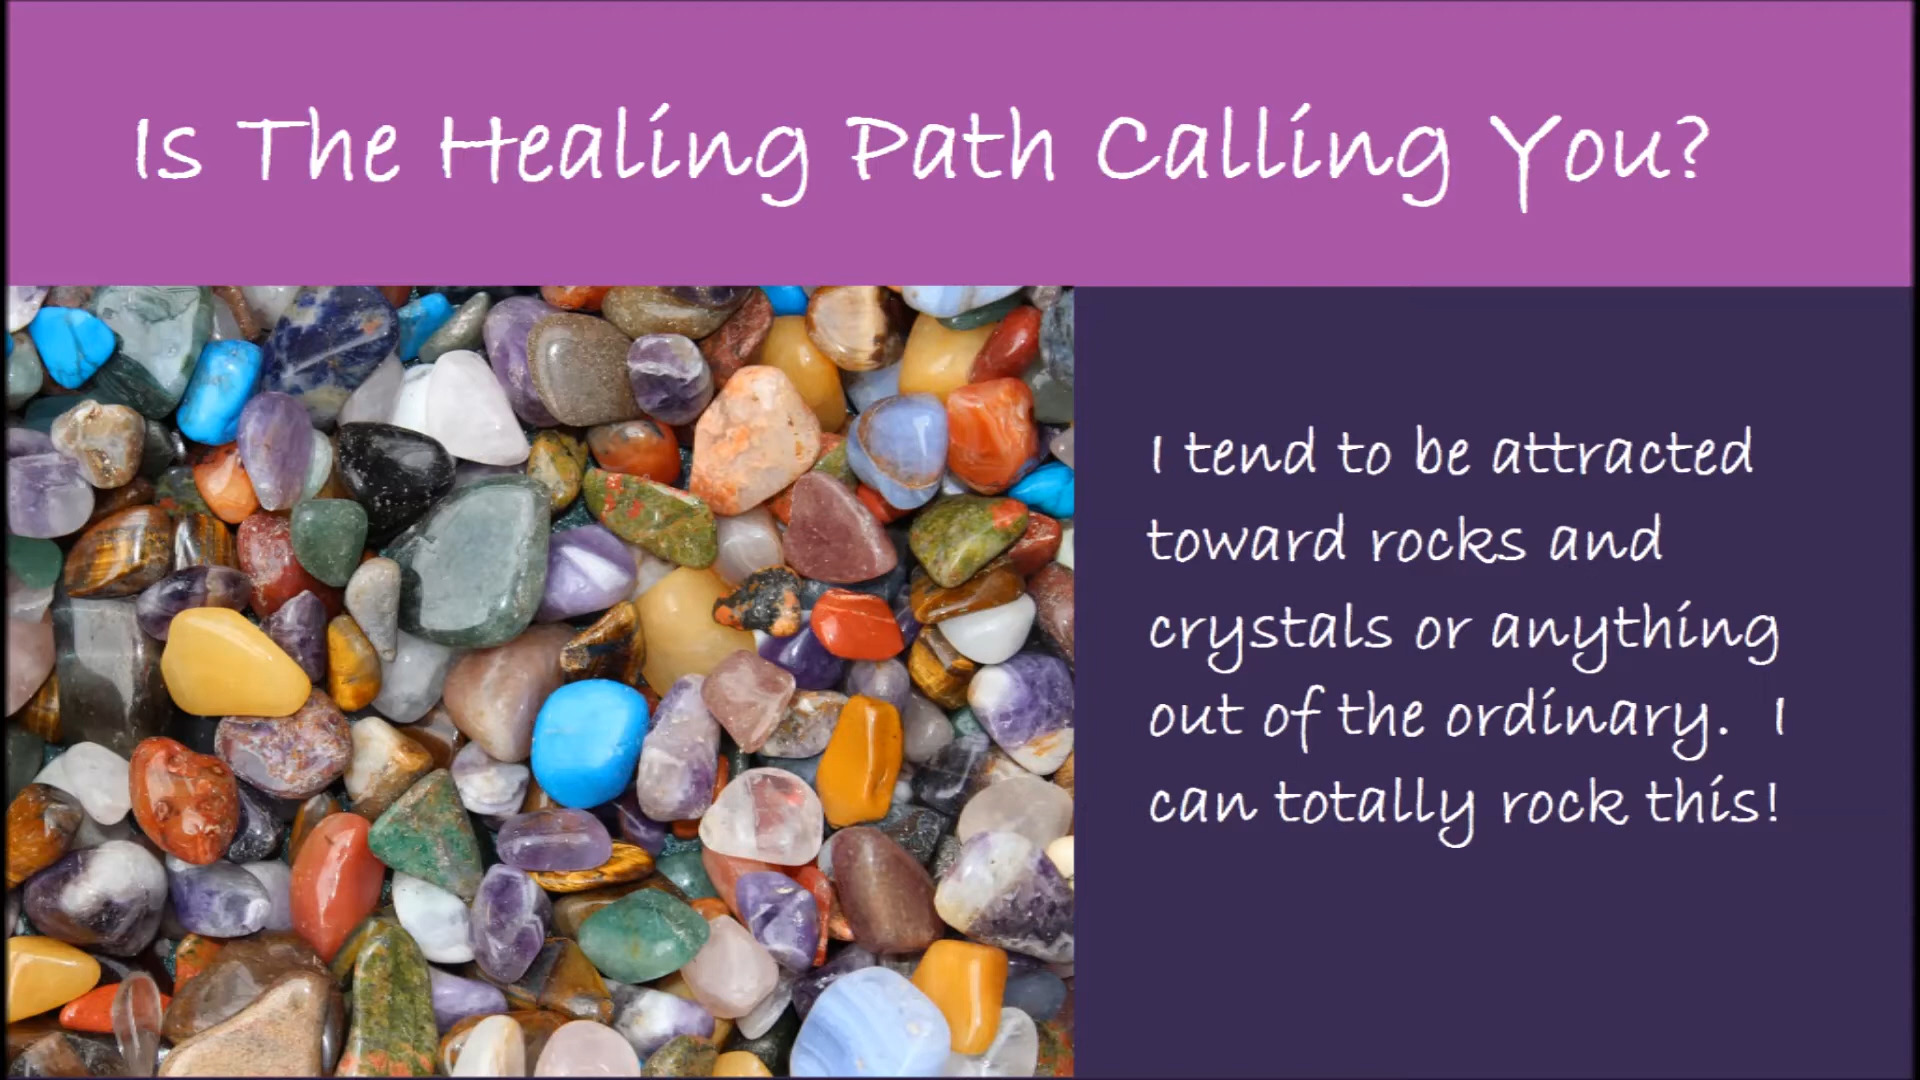 Is The Healing Path Calling You?
I tend to be attracted
toward rocks and
crystals or anything
out of the ordinary.  I
can totally rock this!